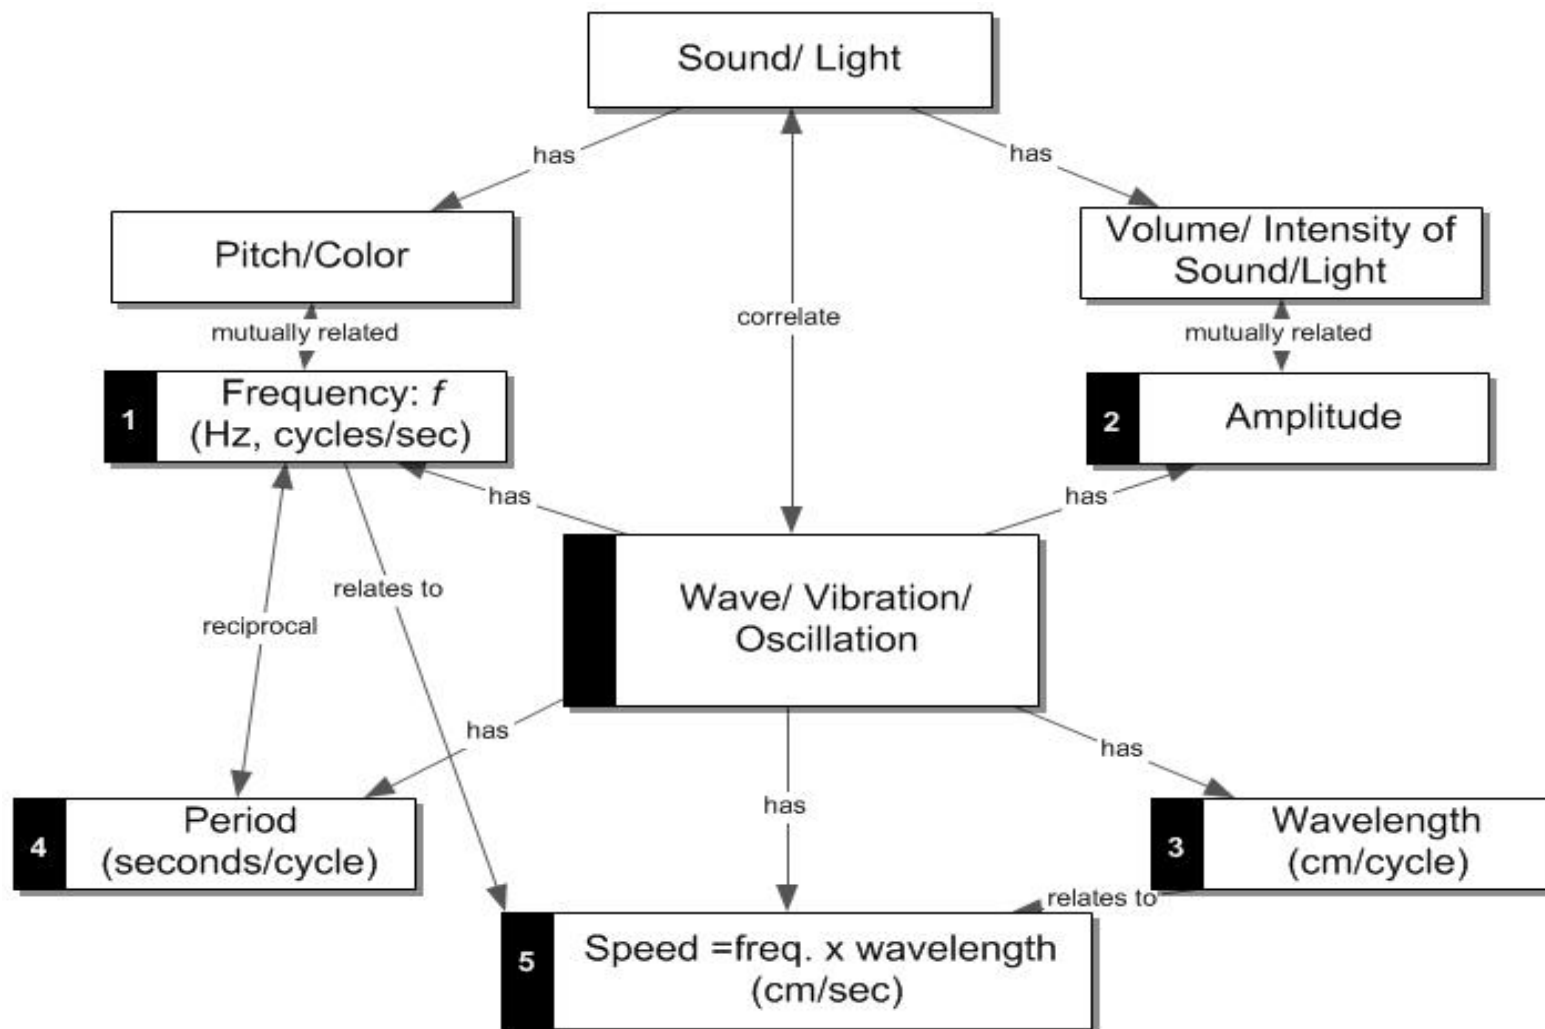 Sound/ Light
has
has
Pitch/Color
Volume/ Intensity of
Sound/Light
correlate
mutually related
mutually related
1
Frequency: f
(Hz, cycles/sec)
2
Amplitude
has
has
relates to
reciprocal
Wave/ Vibration/
Oscillation
has
has
has
4
Period
(seconds/cycle)
3
Wavelength
(cm/cycle)
relates to
5
Speed =freq. x wavelength
(cm/sec)